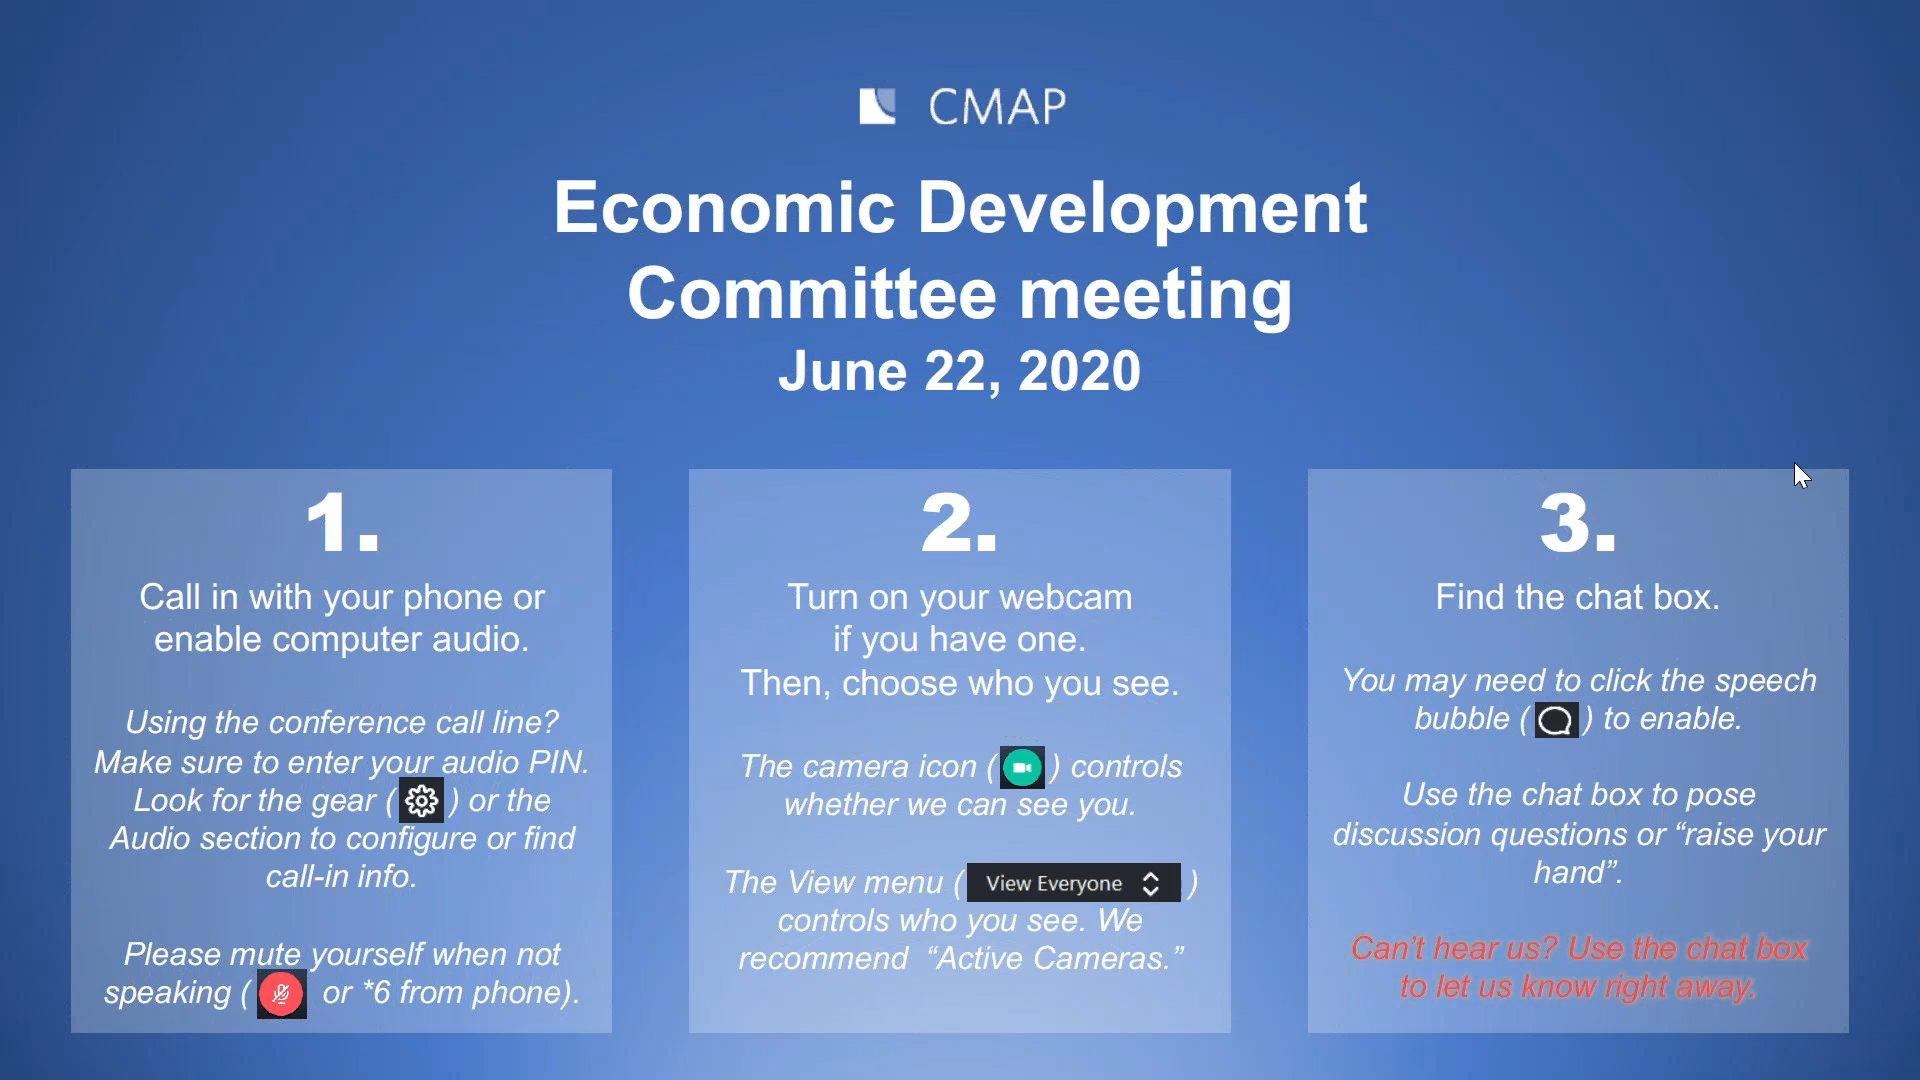 CMAP
Economic Development
Committee meeting
June 22, 2020
1.
Call in with your phone or
enable computer audio.
Using the conference call line?
Make sure to enter your audio PIN.
Look for the gear ( ) or the
Audio section to configure or find
call-in info.
Please mute yourself when not
speaking ( or *6 from phone).
2.
Turn on your webcam
if you have one.
Then, choose who you see.
The camera icon ( ) controls
whether we can see you.
The View menu ( View Everyone )
controls who you see. We
recommend “Active Cameras.”
3.
Find the chat box.
You may need to click the speech
bubble ( ) to enable.
Use the chat box to pose
discussion questions or “raise your
hand”.
Can’t hear us? Use the chat box
to let us know right away.